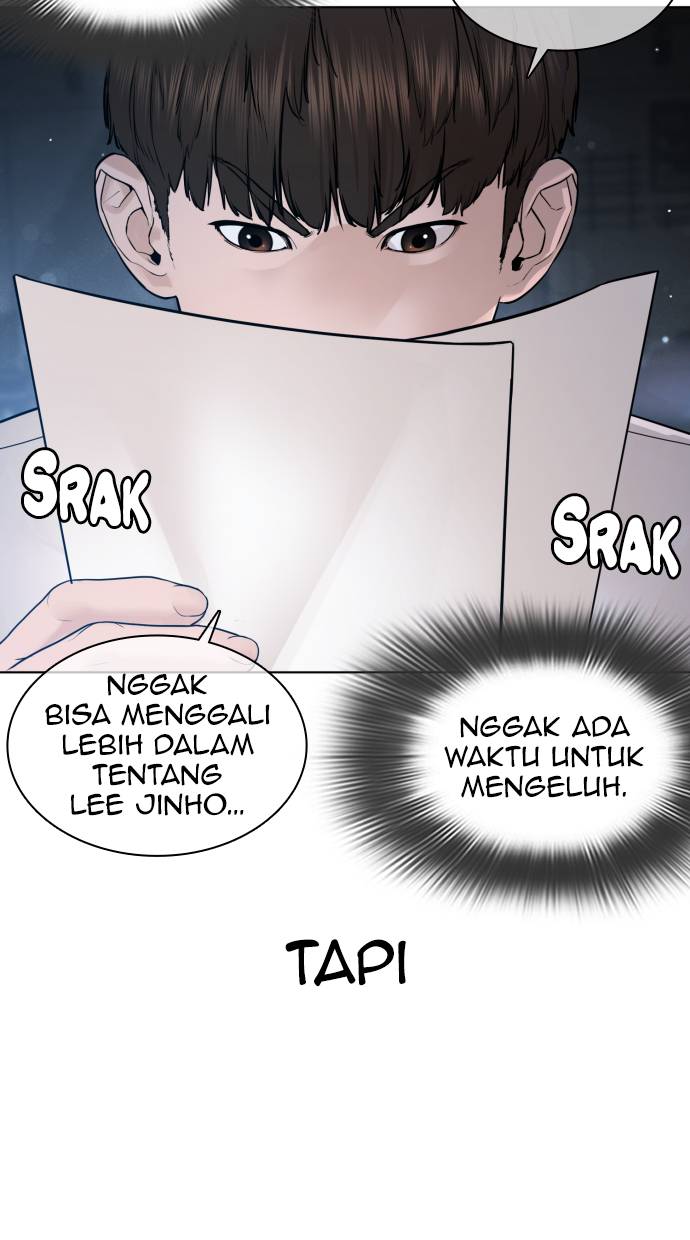 SRAK
SRAK
NGGAK
BISA MENGGALI
LEBIH DALAM
TENTANG
LEE JINHO...
NGGAK ADA
WAKTU UNTUK
MENGELUH.
TAPI